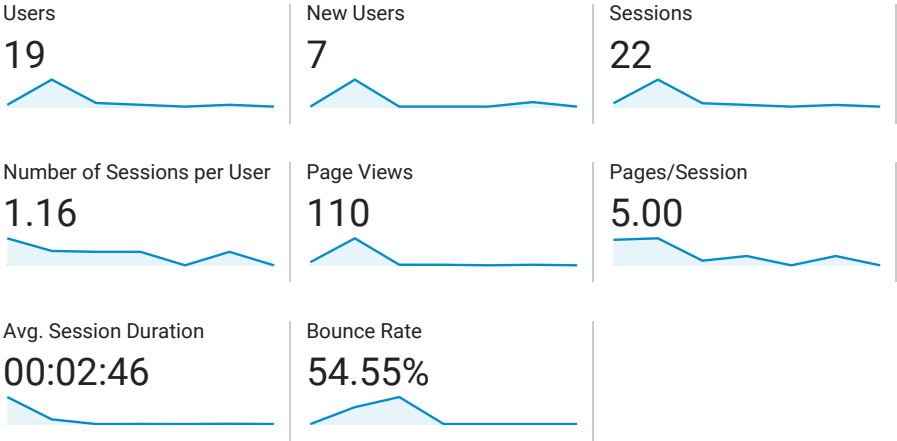 Users
19
New Users
7
Sessions
22
Number of Sessions per User
1.16
Page Views
110
Pages/Session
5.00
Avg. Session Duration
00:02:46
Bounce Rate
54.55%